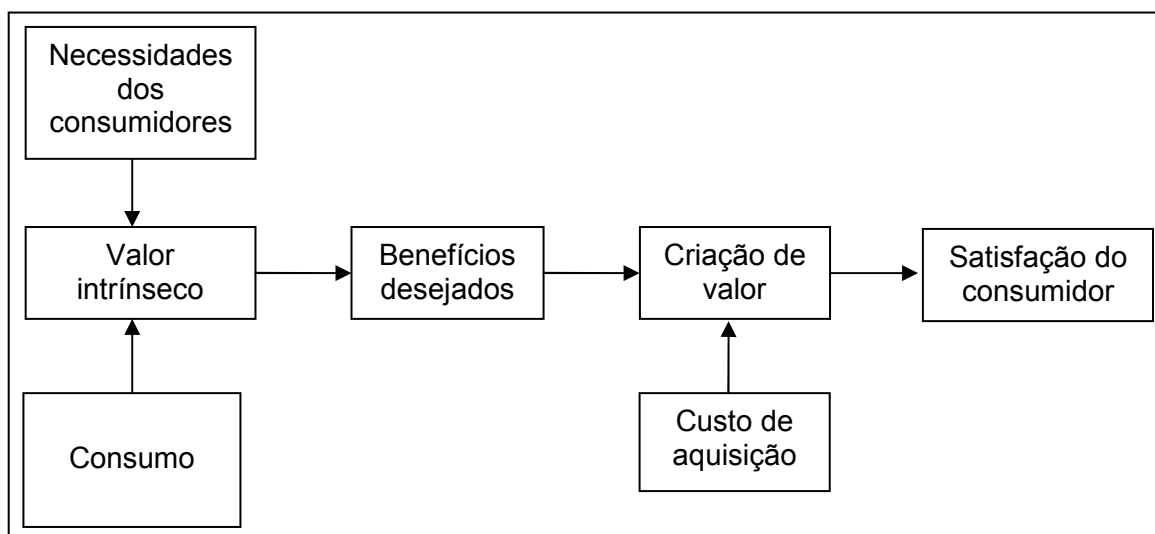 Necessidades
dos
consumidores
Valor
intrínseco
Benefícios
desejados
Criação de
valor
Satisfação do
consumidor
Consumo
Custo de
aquisição